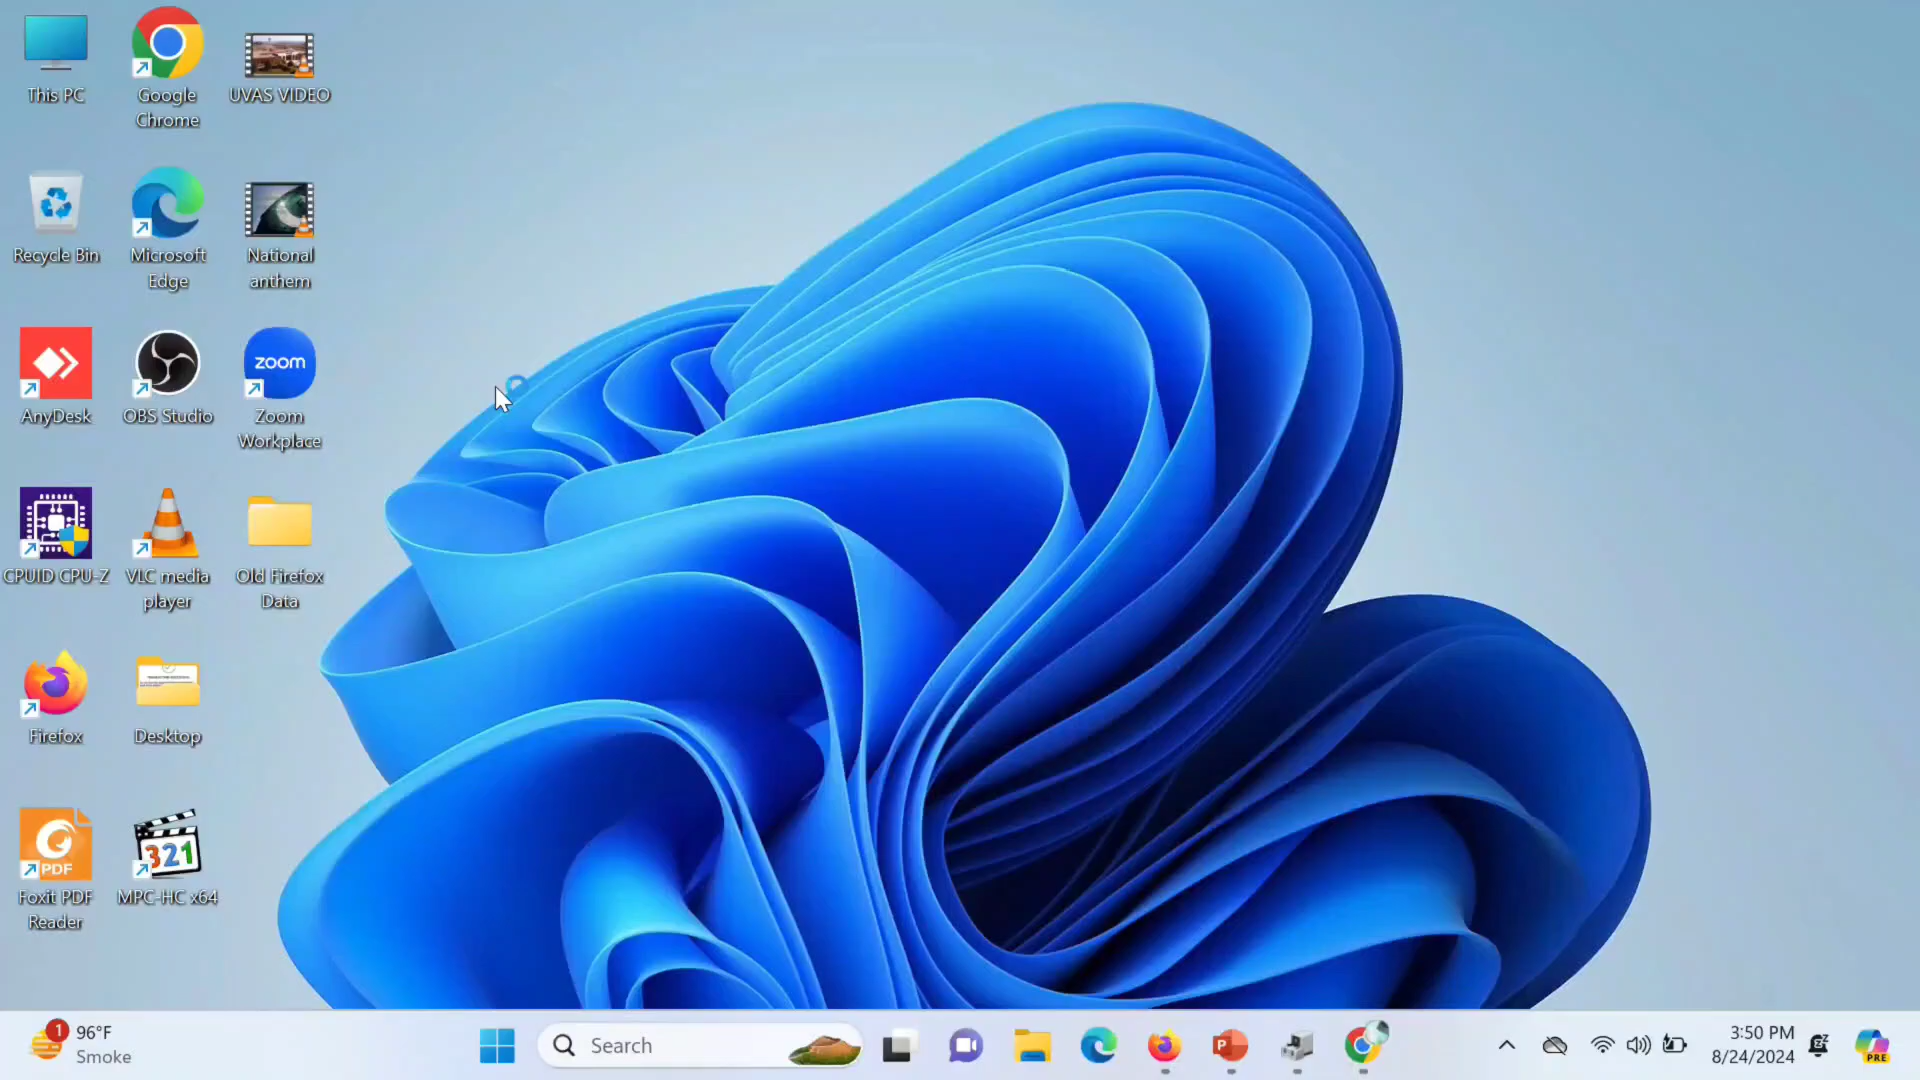 This PC
Google
Chrome
UVAS VIDEO
Recycle Bin
Microsoft
Edge
National
anthem
zoom
AnyDesk
OBS Studio
Zoom
Workplace
CPUID CPU-Z
VLC media
player
Old Firefox
Data
Firefox
Desktop
PDF
321
Foxit PDF
Reader
MPC-HC x64
1
96°F
Smoke
Search
P
3:50 PM
8/24/2024
PRE